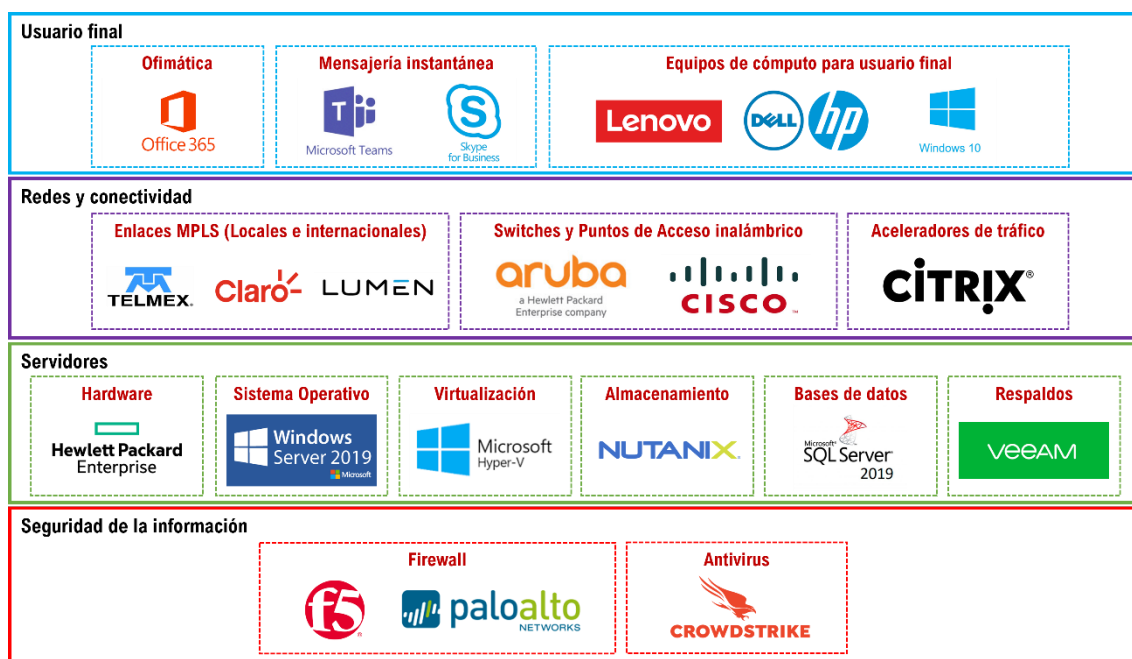 Usuario final
Ofimática
Mensajería instantánea
Equipos de cómputo para usuario final
Office 365
T
Microsoft Teams
S
Skype
for Business
Lenovo
DELL
hp
Windows 10
Redes y conectividad
Enlaces MPLS (Locales e internacionales)
Switches y Puntos de Acceso inalámbrico
Aceleradores de tráfico
TELMEX.
Claro
LUMEN
aruba
a Hewlett Packard
Enterprise company
CISCO
CiTRIX®
Servidores
Hardware
Sistema Operativo
Virtualización
Almacenamiento
Bases de datos
Respaldos
Hewlett Packard
Enterprise
Windows
Server 2019
Microsoft
Microsoft
Hyper-V
NUTANIX.
Microsoft®
SQL Server®
2019
veeAM
Seguridad de la información
Firewall
Antivirus
f5
paloalto
NETWORKS
CROWDSTRIKE